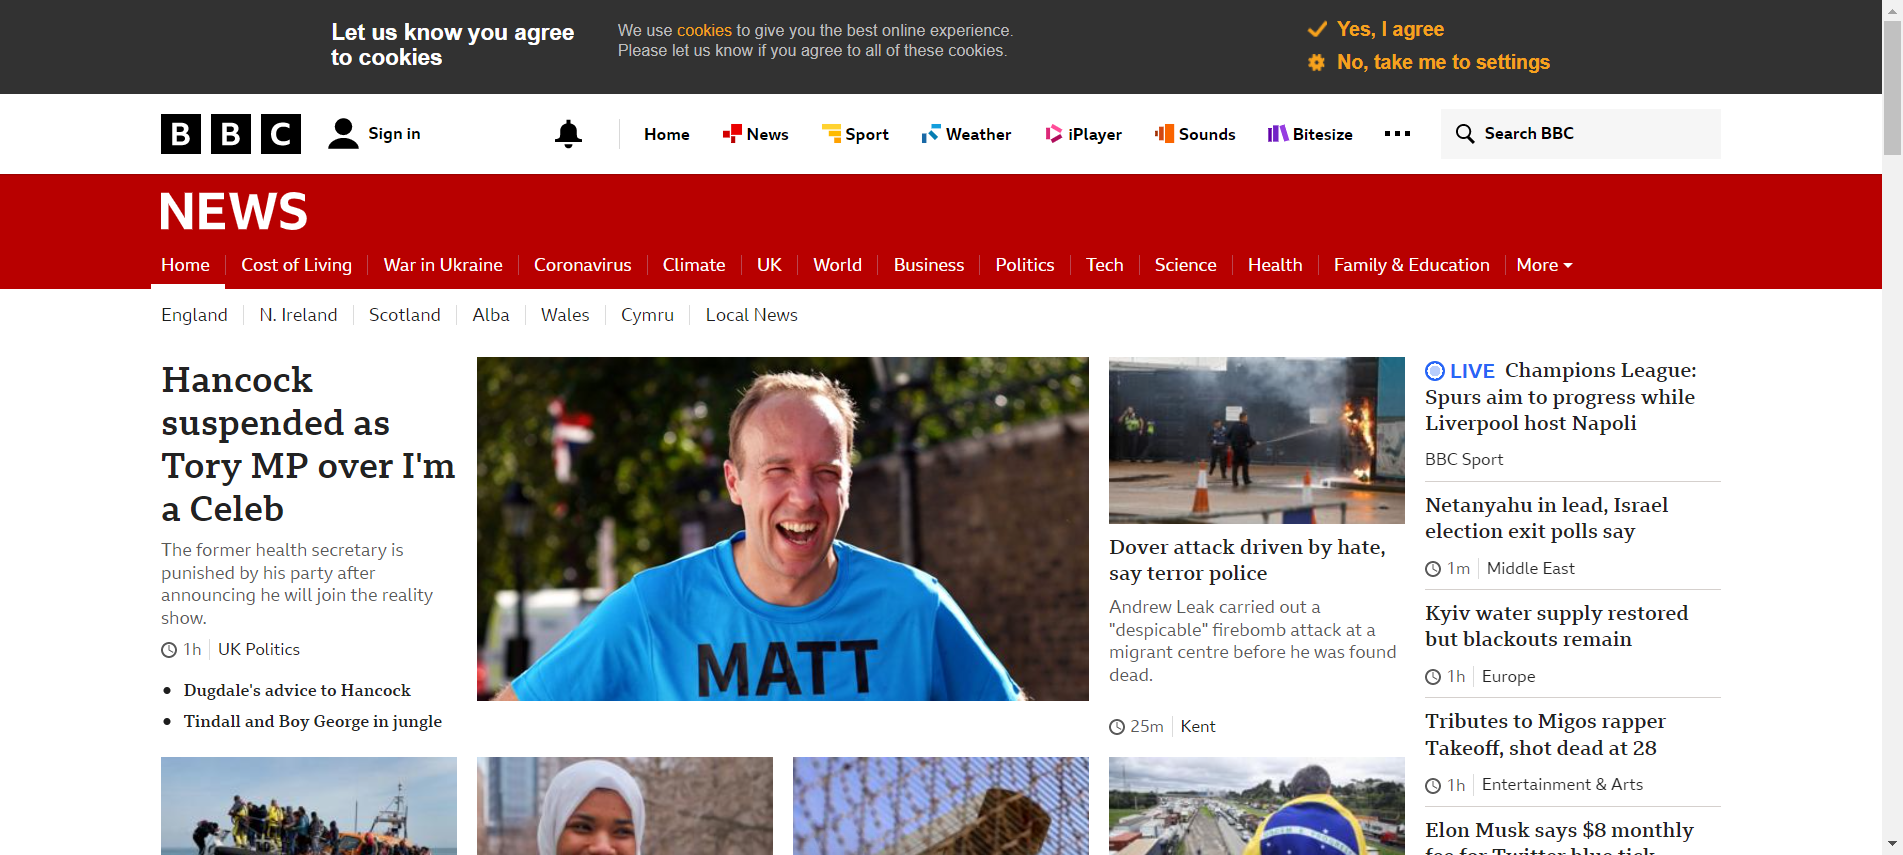 Let us know you agree
to cookies
We use cookies to give you the best online experience.
Please let us know if you agree to all of these cookies.
Yes, I agree
No, take me to settings
BBC
Sign in
Home
News
Sport
Weather
iPlayer
Sounds
Bitesize
Search BBC
NEWS
Home
Cost of Living
War in Ukraine
Coronavirus
Climate
UK
World
Business
Politics
Tech
Science
Health
Family & Education
More
England
N. Ireland
Scotland
Alba
Wales
Cymru
Local News
Hancock
suspended as
Tory MP over I'm
a Celeb
The former health secretary is
punished by his party after
announcing he will join the reality
show.
1h
UK Politics
Dugdale's advice to Hancock
Tindall and Boy George in jungle
MATT
Dover attack driven by hate,
say terror police
Andrew Leak carried out a
"despicable" firebomb attack at a
migrant centre before he was found
dead.
25m
Kent
LIVE Champions League:
Spurs aim to progress while
Liverpool host Napoli
BBC Sport
Netanyahu in lead, Israel
election exit polls say
1m
Middle East
Kyiv water supply restored
but blackouts remain
1h
Europe
Tributes to Migos rapper
Takeoff, shot dead at 28
1h
Entertainment & Arts
Elon Musk says $8 monthly
fee for Twitter blue tick